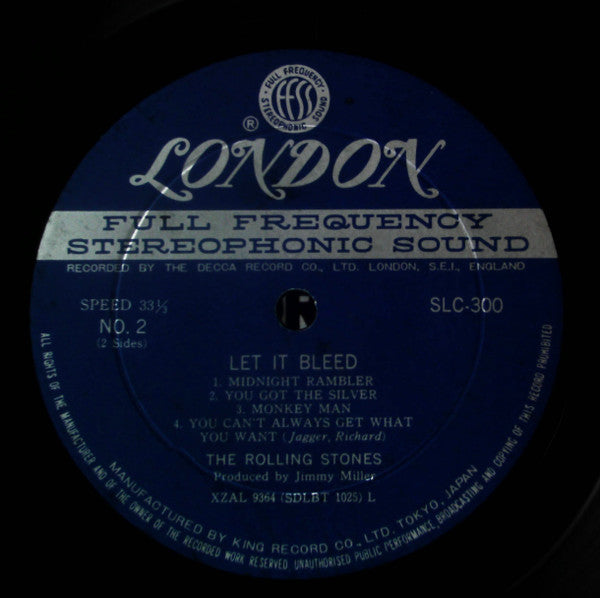 FULL FREQUENCY
FFSS
STEREOPHONIC SOUND
®
LONDON
FULL FREQUENCY
STEREOPHONIC SOUND
RECORDED BY THE DECCA RECORD CO., LTD. LONDON, S.E.I., ENGLAND
SPEED 33⅓
SLC-300
NO. 2
(2 Sides)
LET IT BLEED
1. MIDNIGHT RAMBLER
2. YOU GOT THE SILVER
3. MONKEY MAN
4. YOU CAN'T ALWAYS GET WHAT
YOU WANT (Jagger, Richard)
THE ROLLING STONES
Produced by Jimmy Miller
XZAL 9364 (SDLBT 1025) L
MANUFACTURED BY KING RECORD CO., LTD. TOKYO, JAPAN
ALL RIGHTS OF THE MANUFACTURER AND OF THE OWNER OF THE RECORDED WORK RESERVED. UNAUTHORISED PUBLIC PERFORMANCE, BROADCASTING AND COPYING OF THIS RECORD PROHIBITED